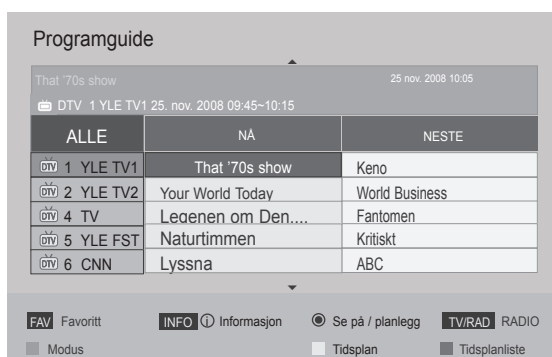 Programguide
That '70s show 25 nov. 2008 10:05
DTV 1 YLE TV1 25. nov. 2008 09:45~10:15
ALLE NÅ NESTE
DTV 1 YLE TV1 That '70s show Keno
DTV 2 YLE TV2 Your World Today World Business
DTV 4 TV Legenen om Den.... Fantomen
DTV 5 YLE FST Naturtimmen Kritiskt
DTV 6 CNN Lyssna ABC
FAV Favoritt INFO i Informasjon Se på / planlegg TV/RAD RADIO
Modus Tidsplan Tidsplanliste